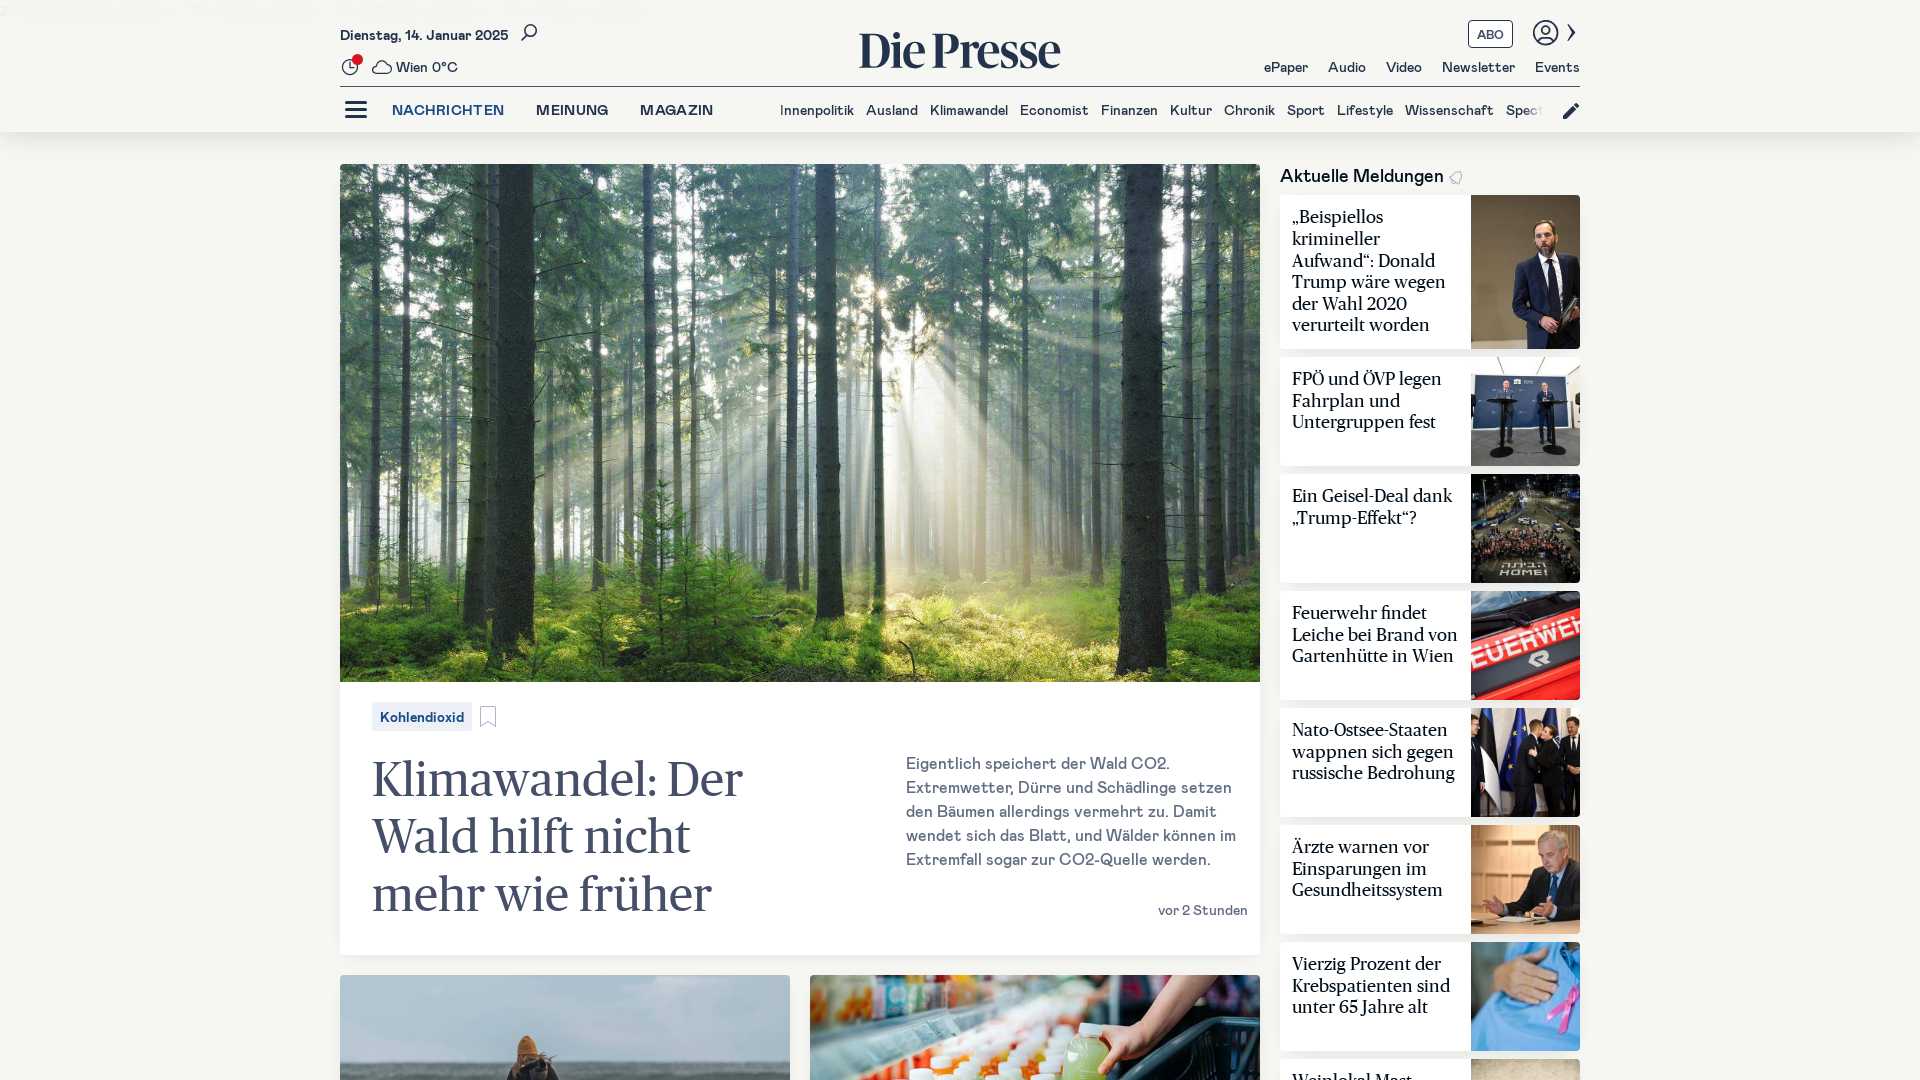 Dienstag, 14. Januar 2025
Die Presse
ABO
Wien 0°C
ePaper Audio Video Newsletter Events
NACHRICHTEN MEINUNG MAGAZIN
Innenpolitik Ausland Klimawandel Economist Finanzen Kultur Chronik Sport Lifestyle Wissenschaft Spect
Kohlendioxid
Klimawandel: Der
Wald hilft nicht
mehr wie früher
Eigentlich speichert der Wald CO2.
Extremwetter, Dürre und Schädlinge setzen
den Bäumen allerdings vermehrt zu. Damit
wendet sich das Blatt, und Wälder können im
Extremfall sogar zur CO2-Quelle werden.
vor 2 Stunden
Aktuelle Meldungen
„Beispiellos
krimineller
Aufwand“: Donald
Trump wäre wegen
der Wahl 2020
verurteilt worden
FPÖ und ÖVP legen
Fahrplan und
Untergruppen fest
Ein Geisel-Deal dank
„Trump-Effekt“?
הביתה
HOME!
Feuerwehr findet
Leiche bei Brand von
Gartenhütte in Wien
EUERWEH
Nato-Ostsee-Staaten
wappnen sich gegen
russische Bedrohung
Ärzte warnen vor
Einsparungen im
Gesundheitssystem
Vierzig Prozent der
Krebspatienten sind
unter 65 Jahre alt
Weinlokal Mast